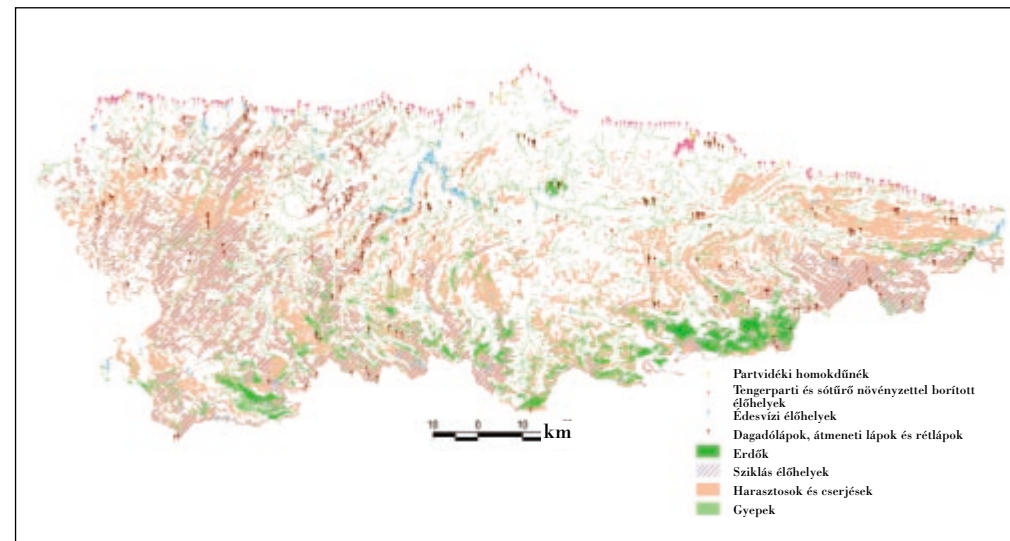 Partvidéki homokdűnék
Tengerparti és sótűrő növényzettel borított
élőhelyek
Édesvízi élőhelyek
Dagadólápok, átmeneti lápok és rétlápok
Erdők
Sziklás élőhelyek
Harasztosok és cserjések
Gyepek
10 0 10 km